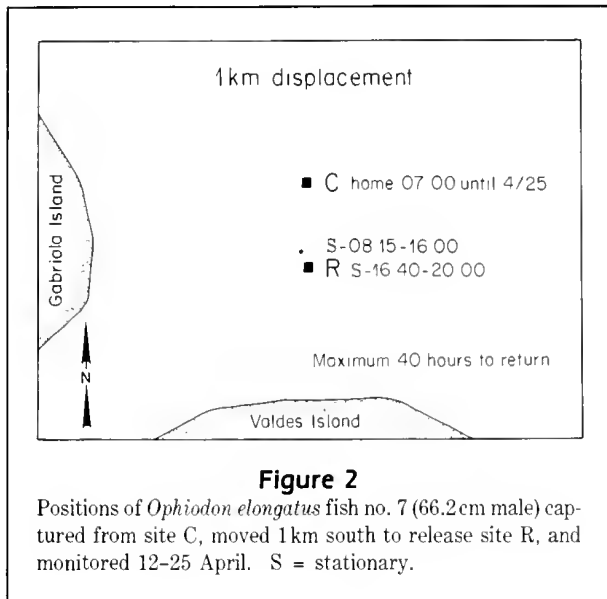 1km displacement
C home 07 00 until 4/25
S-08 15-16 00
R S-16 40-20 00
Gabriola Island
N
Maximum 40 hours to return
Valdes Island
Figure 2
Positions of Ophiodon elongatus fish no. 7 (66.2cm male) cap-
tured from site C, moved 1km south to release site R, and
monitored 12-25 April. S = stationary.